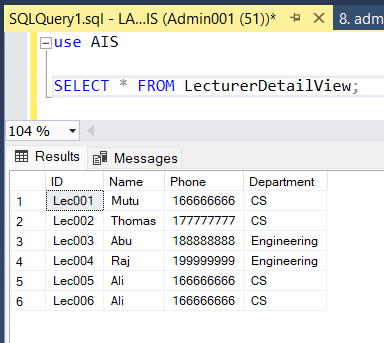 SQLQuery1.sql - LA...IS (Admin001 (51))* 8. adm
use AIS
SELECT * FROM LecturerDetailView;
104 %
Results Messages
ID Name Phone Department
1 Lec001 Mutu 166666666 CS
2 Lec002 Thomas 177777777 CS
3 Lec003 Abu 188888888 Engineering
4 Lec004 Raj 199999999 Engineering
5 Lec005 Ali 166666666 CS
6 Lec006 Ali 166666666 CS